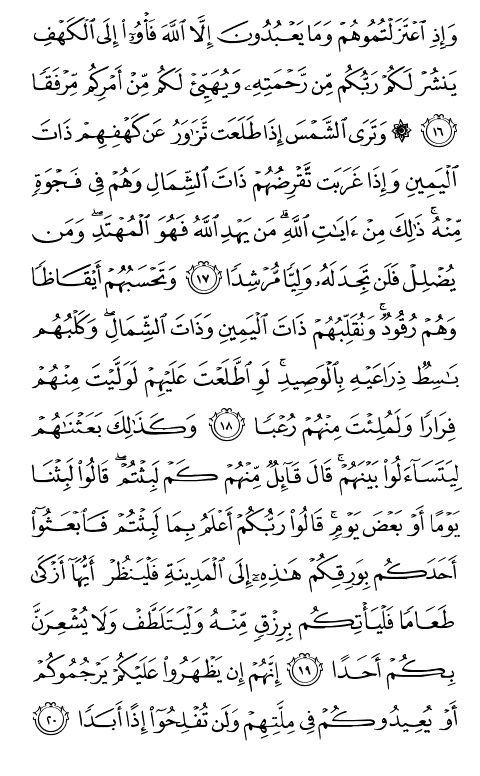 وَإِذِ ٱعۡتَزَلۡتُمُوهُمۡ وَمَا يَعۡبُدُونَ إِلَّا ٱللَّهَ فَأۡوُۥٓاْ إِلَى ٱلۡكَهۡفِ
يَنشُرۡ لَكُمۡ رَبُّكُم مِّن رَّحۡمَتِهِۦ وَيُهَيِّئۡ لَكُم مِّنۡ أَمۡرِكُم مِّرۡفَقٗا
١٦ ۞ وَتَرَى ٱلشَّمۡسَ إِذَا طَلَعَت تَّزَٰوَرُ عَن كَهۡفِهِمۡ ذَاتَ
ٱلۡيَمِينِ وَإِذَا غَرَبَت تَّقۡرِضُهُمۡ ذَاتَ ٱلشِّمَالِ وَهُمۡ فِي فَجۡوَةٖ
مِّنۡهُۚ ذَٰلِكَ مِنۡ ءَايَٰتِ ٱللَّهِۗ مَن يَهۡدِ ٱللَّهُ فَهُوَ ٱلۡمُهۡتَدِۖ وَمَن
يُضۡلِلۡ فَلَن تَجِدَ لَهُۥ وَلِيّٗا مُّرۡشِدٗا ١٧ وَتَحۡسَبُهُمۡ أَيۡقَاظٗا
وَهُمۡ رُقُودٞۚ وَنُقَلِّبُهُمۡ ذَاتَ ٱلۡيَمِينِ وَذَاتَ ٱلشِّمَالِۖ وَكَلۡبُهُم
بَٰسِطٞ ذِرَاعَيۡهِ بِٱلۡوَصِيدِۚ لَوِ ٱطَّلَعۡتَ عَلَيۡهِمۡ لَوَلَّيۡتَ مِنۡهُمۡ
فِرَارٗا وَلَمُلِئۡتَ مِنۡهُمۡ رُعۡبٗا ١٨ وَكَذَٰلِكَ بَعَثۡنَٰهُمۡ
لِيَتَسَآءَلُواْ بَيۡنَهُمۡۚ قَالَ قَآئِلٞ مِّنۡهُمۡ كَمۡ لَبِثۡتُمۡۖ قَالُواْ لَبِثۡنَا
يَوۡمًا أَوۡ بَعۡضَ يَوۡمٖۚ قَالُواْ رَبُّكُمۡ أَعۡلَمُ بِمَا لَبِثۡتُمۡ فَٱبۡعَثُوٓاْ
أَحَدَكُم بِوَرِقِكُمۡ هَٰذِهِۦٓ إِلَى ٱلۡمَدِينَةِ فَلۡيَنظُرۡ أَيُّهَآ أَزۡكَىٰ
طَعَامٗا فَلۡيَأۡتِكُم بِرِزۡقٖ مِّنۡهُ وَلۡيَتَلَطَّفۡ وَلَا يُشۡعِرَنَّ
بِكُمۡ أَحَدًا ١٩ إِنَّهُمۡ إِن يَظۡهَرُواْ عَلَيۡكُمۡ يَرۡجُمُوكُمۡ
أَوۡ يُعِيدُوكُمۡ فِي مِلَّتِهِمۡ وَلَن تُفۡلِحُوٓاْ إِذًا أَبَدٗا ٢٠